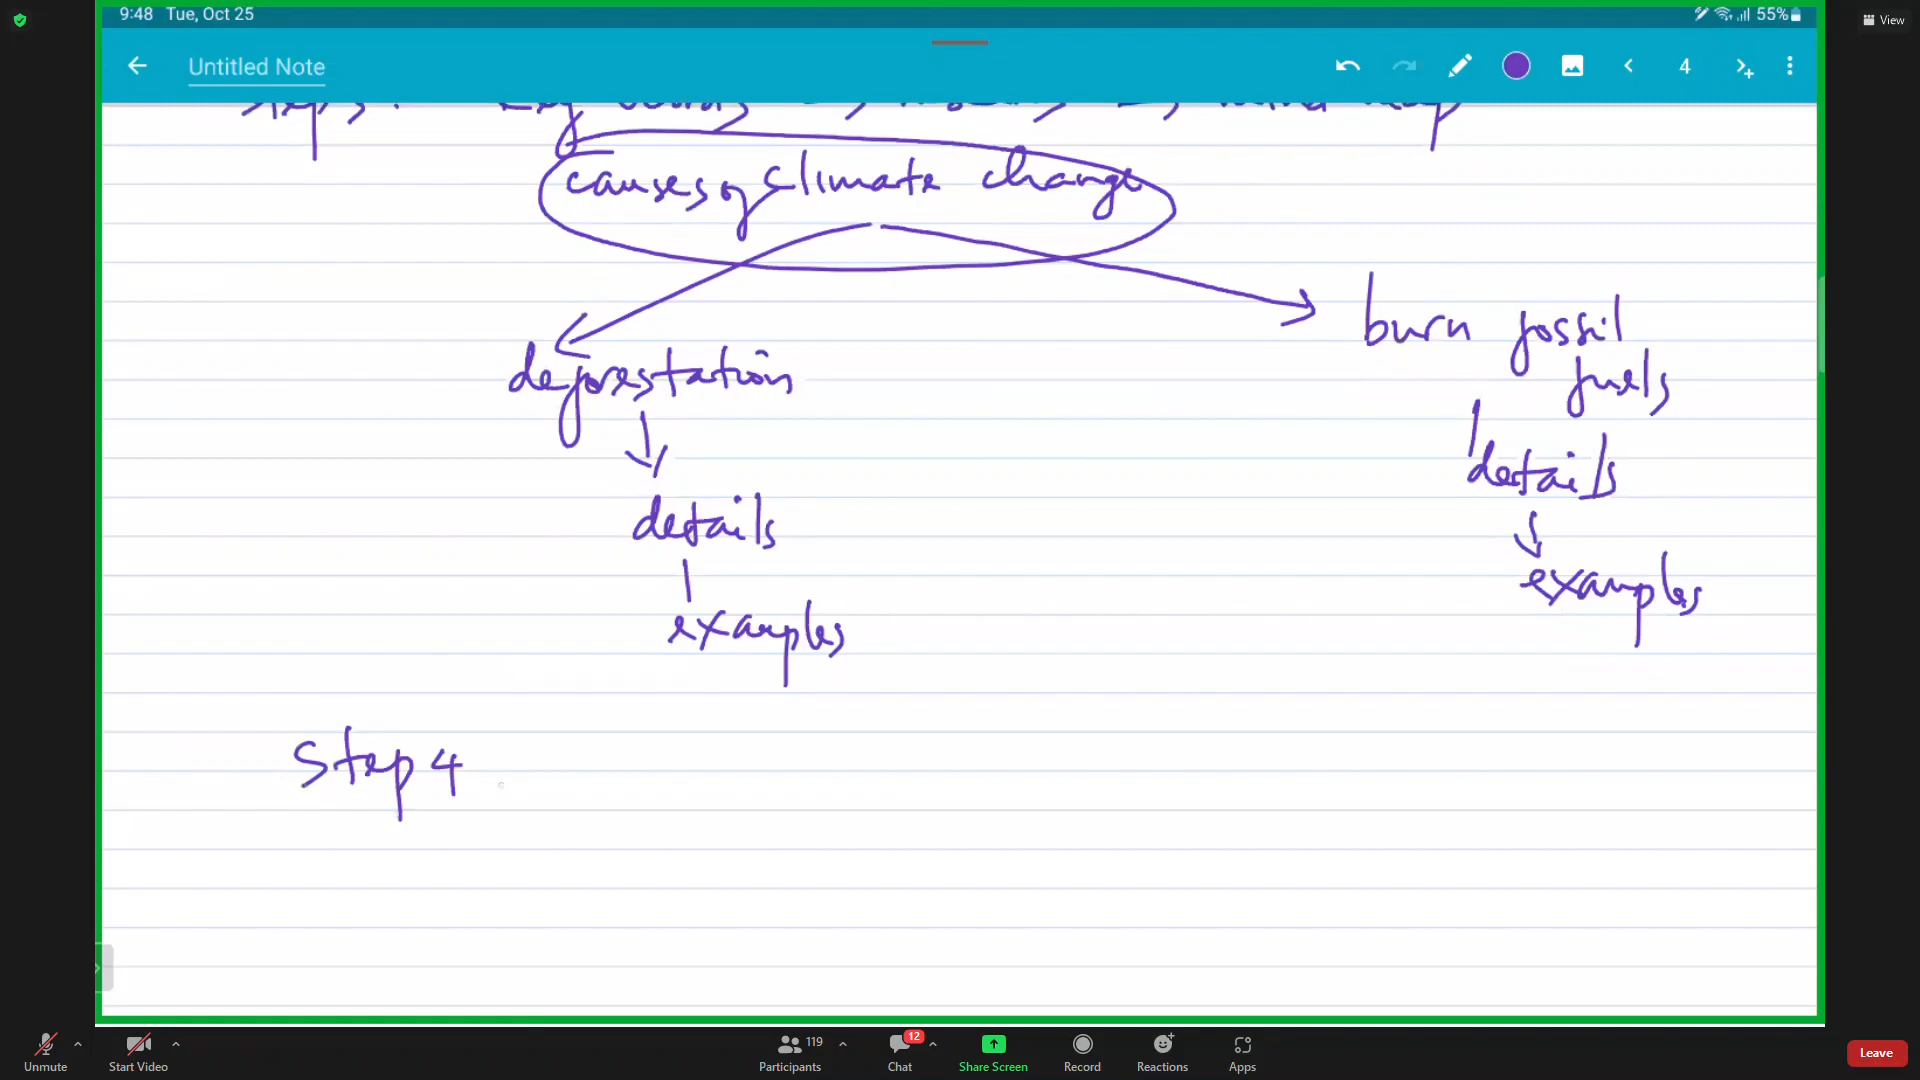 9:48 Tue, Oct 25
55%
View
Untitled Note
4
causes of climate change
burn fossil
fuels
deforestation
details
details
examples
examples
Step 4
Unmute
Start Video
119
Participants
12
Chat
Share Screen
Record
Reactions
Apps
Leave